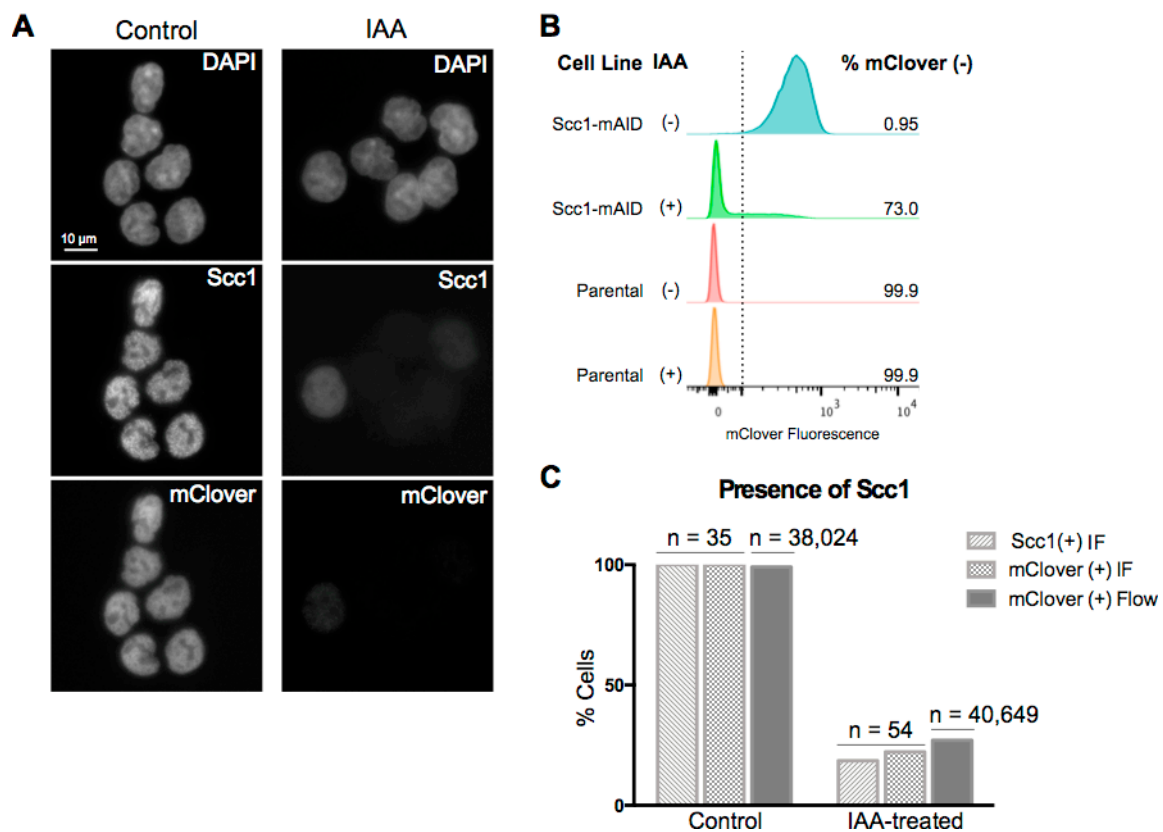 A
Control
IAA
DAPI
DAPI
10 µm
Scc1
Scc1
mClover
mClover
B
Cell Line IAA % mClover (-)
Scc1-mAID (-) 0.95
Scc1-mAID (+) 73.0
Parental (-) 99.9
Parental (+) 99.9
0 10³ 10⁴
mClover Fluorescence
C
Presence of Scc1
n = 35 n = 38,024
Scc1(+) IF
mClover (+) IF
mClover (+) Flow
100
50
0
% Cells
n = 54 n = 40,649
Control IAA-treated